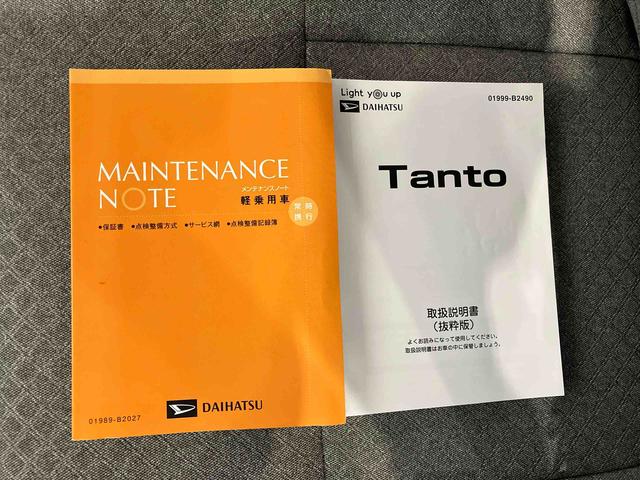 MAINTENANCE
NOTE
メンテナンスノート
軽乗用車
常時
携行
●保証書 ●点検整備方式 ●サービス網 ●点検整備記録簿
DAIHATSU
01989-B2027
Light you up
DAIHATSU
01999-B2490
Tanto
取扱説明書
（抜粋版）
よくお読みになって使用してください。
取扱説明書はお車の中に保管しましょう。